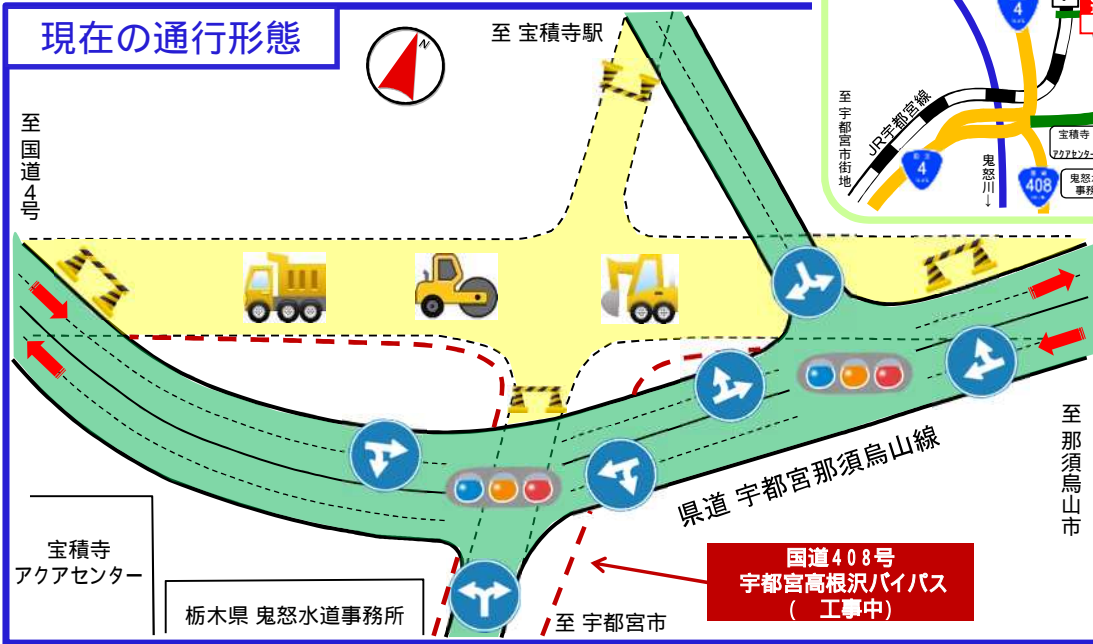 現在の通行形態
N
至 宝積寺駅
至 国道4号
4
至 宇都宮市街地
JR宇都宮線
4
鬼怒川→
408
宝積寺
アクアセンター
宝積寺
アクアセンター
栃木県 鬼怒水道事務所
至 宇都宮市
県道 宇都宮那須烏山線
至 那須烏山市
国道408号
宇都宮高根沢バイパス
(　工事中)